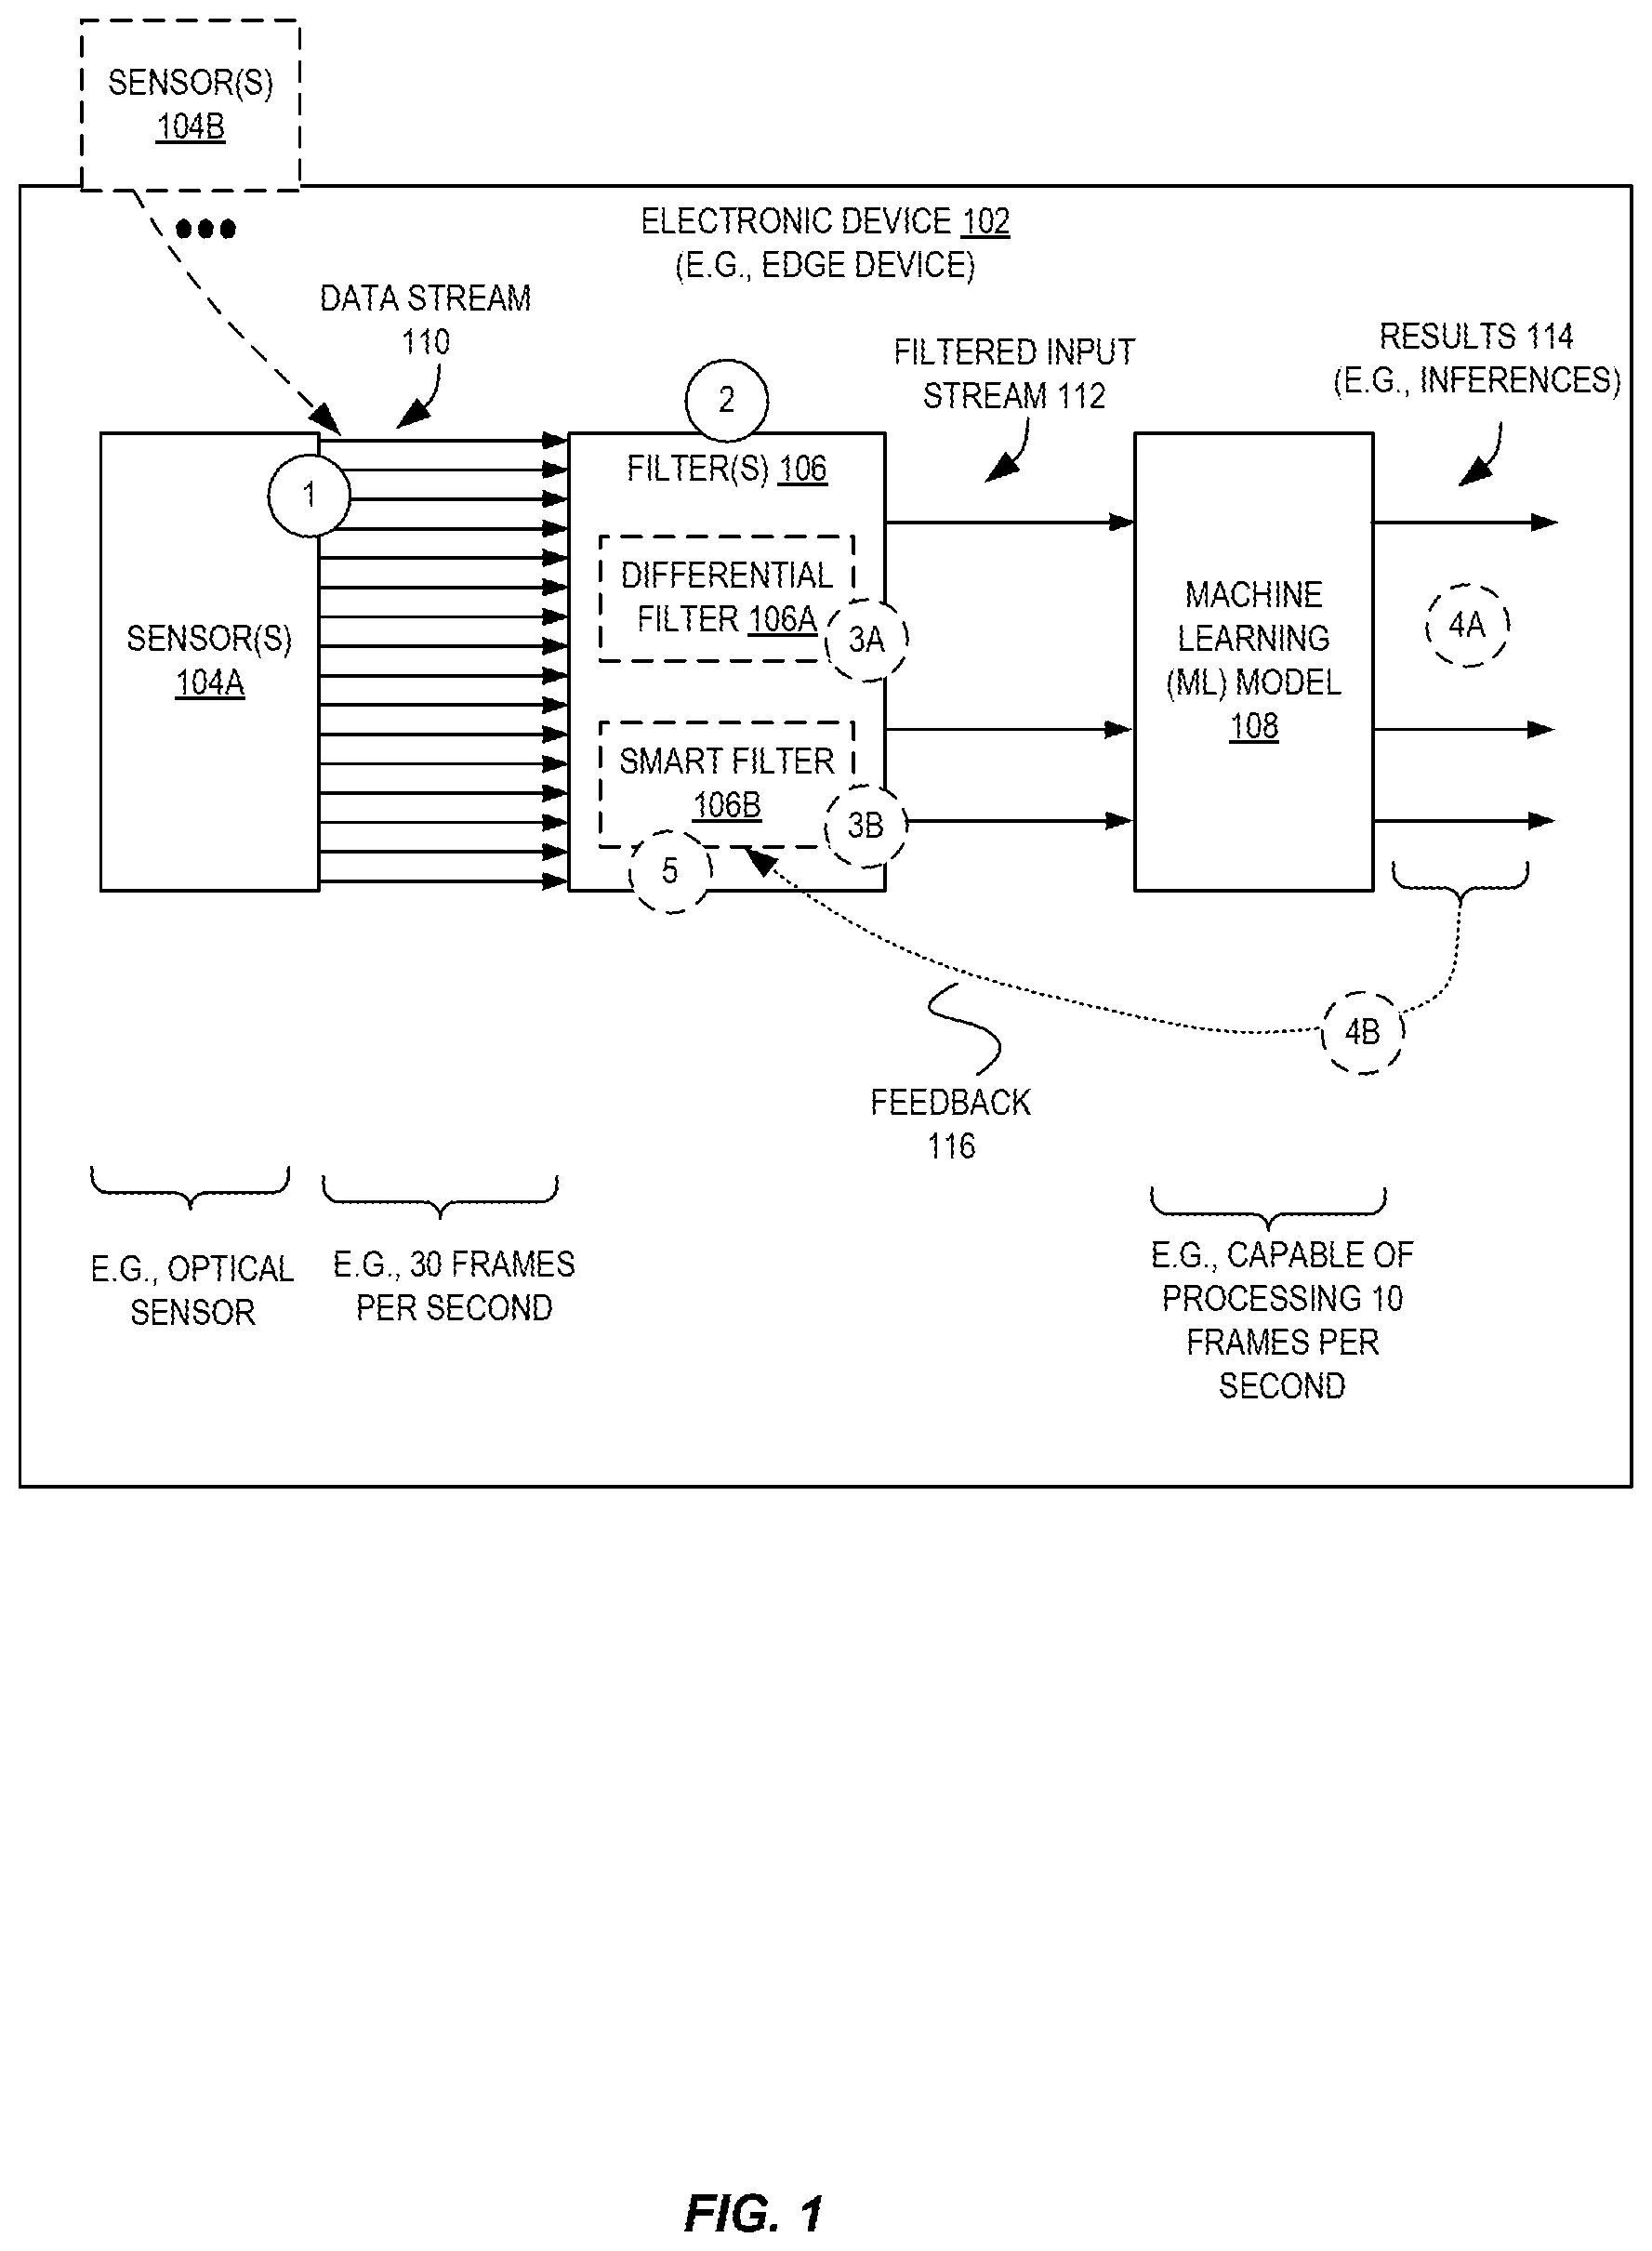 SENSOR(S)
104B
ELECTRONIC DEVICE 102
(E.G., EDGE DEVICE)
DATA STREAM
110
FILTERED INPUT
STREAM 112
RESULTS 114
(E.G., INFERENCES)
1
2
SENSOR(S)
104A
FILTER(S) 106
DIFFERENTIAL
FILTER 106A
3A
SMART FILTER
106B
3B
5
MACHINE
LEARNING
(ML) MODEL
108
4A
4B
FEEDBACK
116
E.G., OPTICAL
SENSOR
E.G., 30 FRAMES
PER SECOND
E.G., CAPABLE OF
PROCESSING 10
FRAMES PER
SECOND
FIG. 1